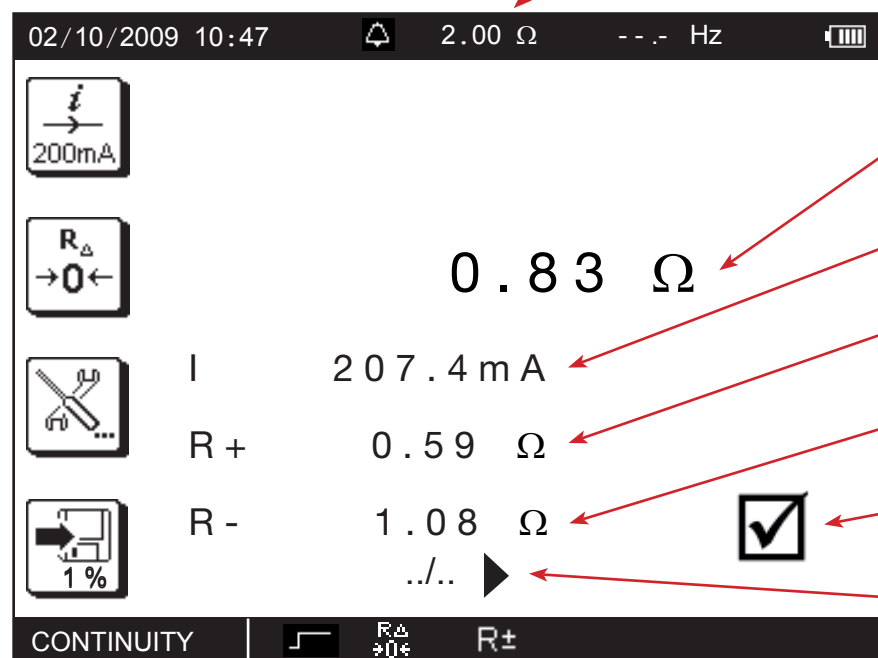 02/10/2009 10:47 2.00 Ω - -.- Hz
i
200mA
RΔ
→0←
0.83 Ω
I 207.4mA
R+ 0.59 Ω
...
R- 1.08 Ω
1 %
../..
CONTINUITY RΔ →0← R±